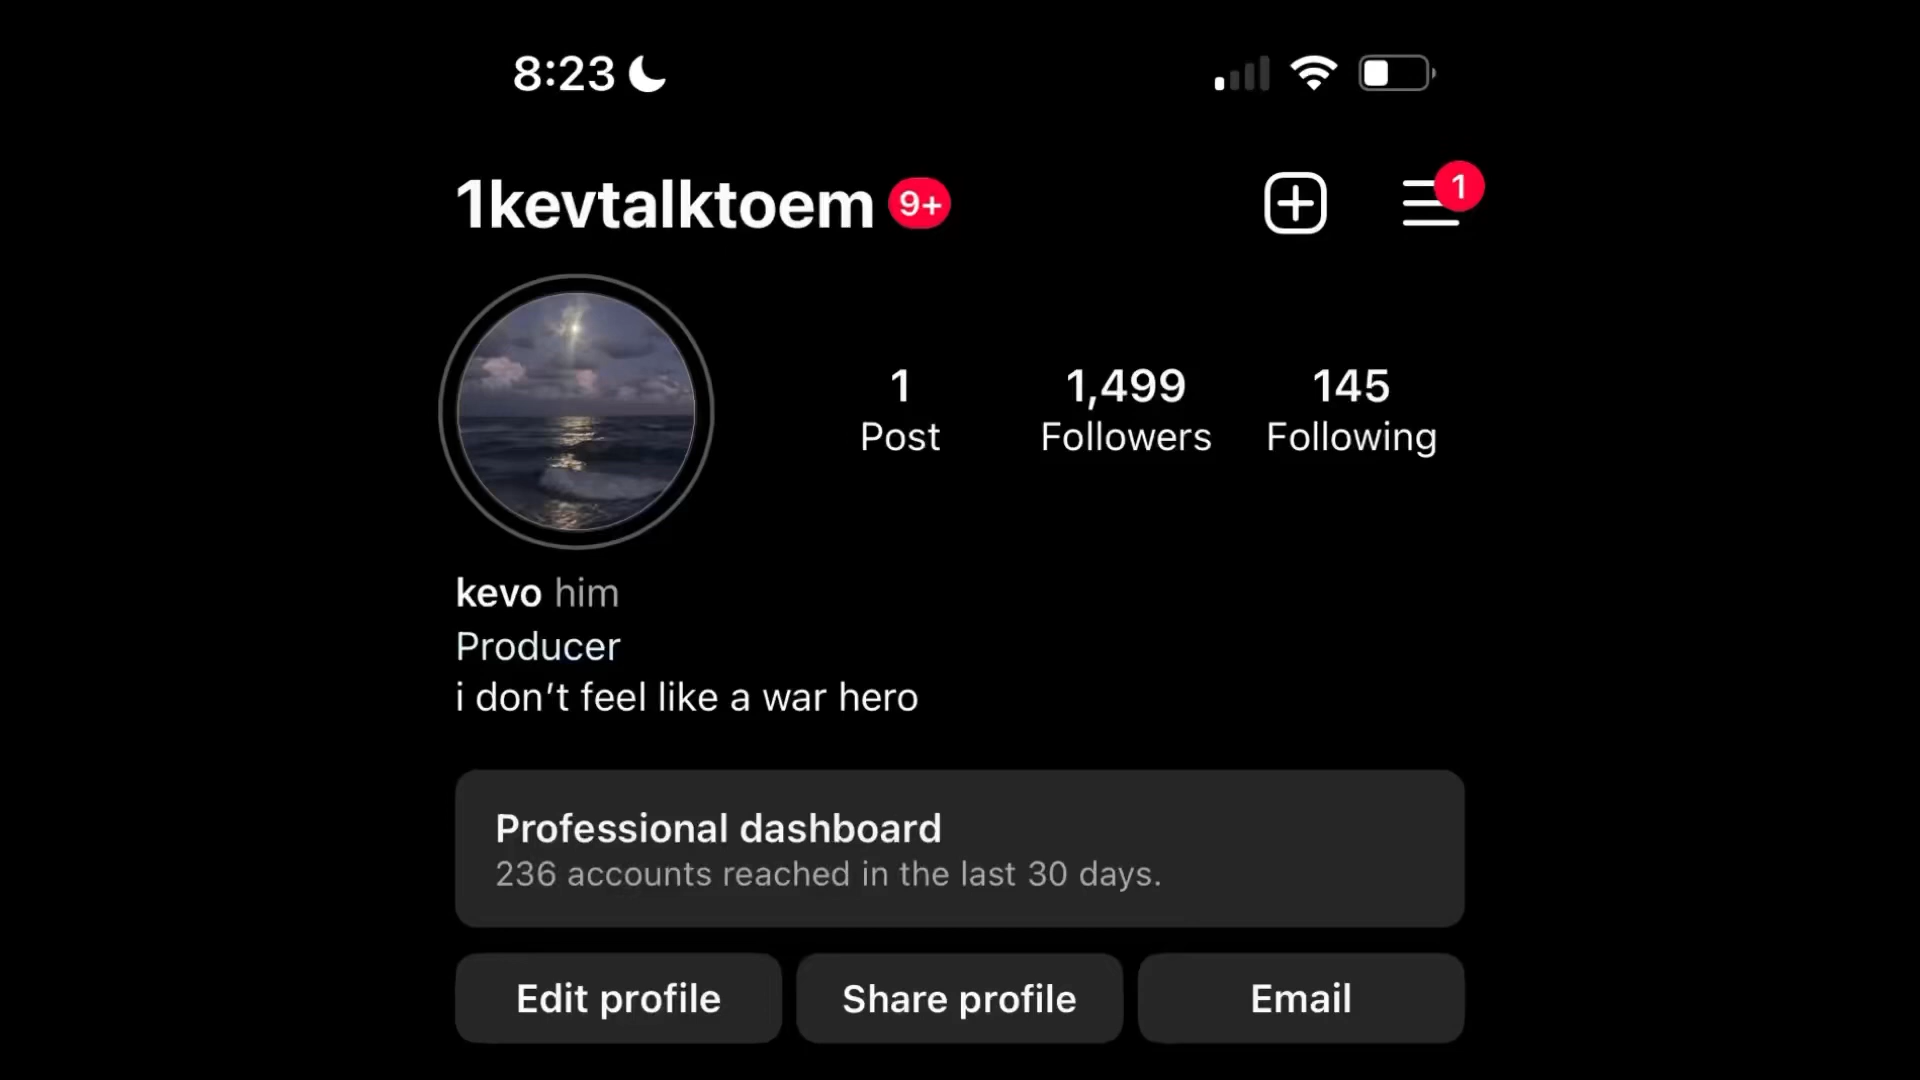 8:23
1kevtalktoem 9+
1
1 1,499 145
Post Followers Following
kevo him
Producer
i don’t feel like a war hero
Professional dashboard
236 accounts reached in the last 30 days.
Edit profile Share profile Email